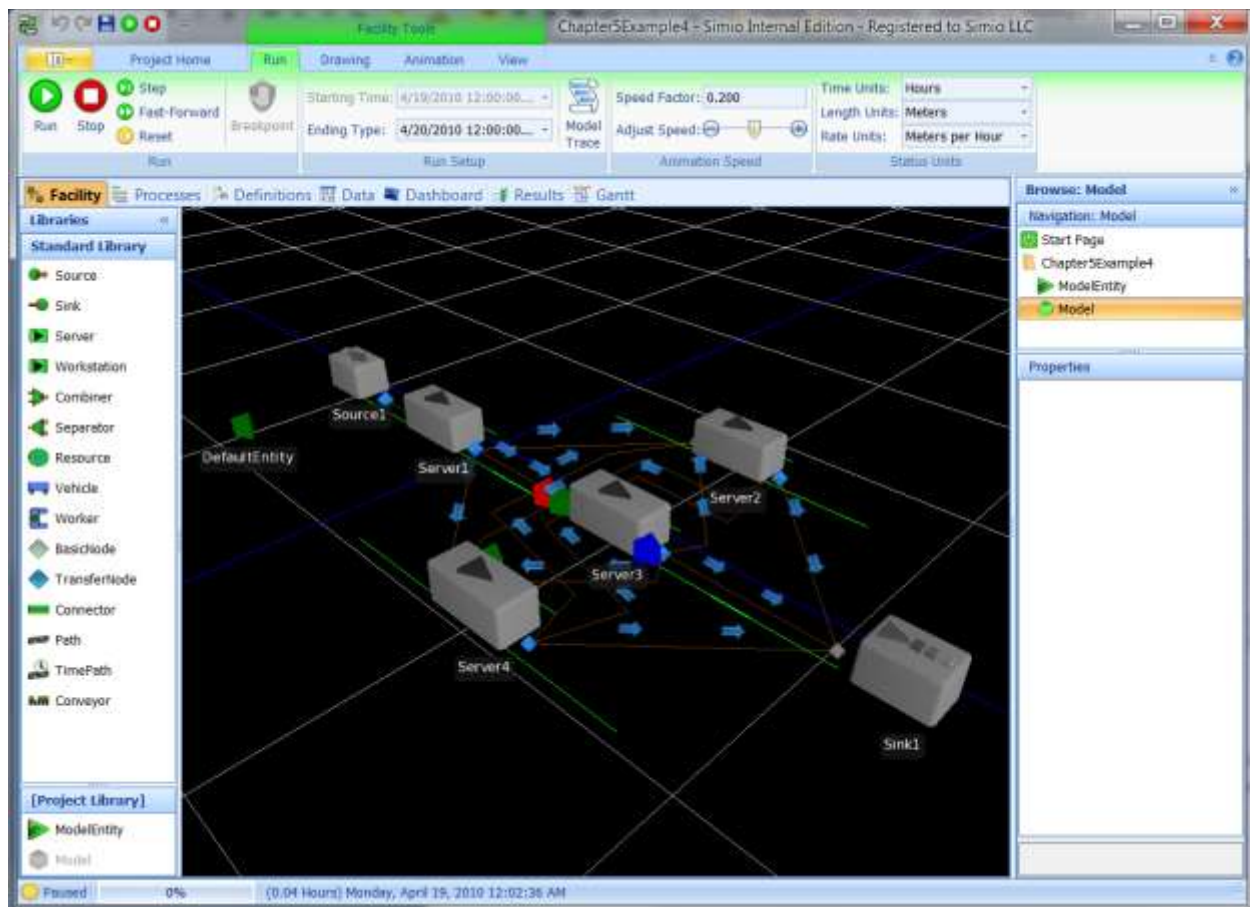 Facility Tools
Chapter5Example4 - Simio Internal Edition - Registered to Simio LLC
Project Home Run Drawing Animation View
Run
Stop
Step
Fast-Forward
Reset
Breakpoint
Starting Time: 4/19/2010 12:00:00...
Ending Type: 4/20/2010 12:00:00...
Model Trace
Speed Factor: 0.200
Adjust Speed:
Time Units: Hours
Length Units: Meters
Rate Units: Meters per Hour
Run
Run Setup
Animation Speed
Status Units
Facility Processes Definitions Data Dashboard Results Gantt
Libraries
Standard Library
Source
Sink
Server
Workstation
Combiner
Separator
Resource
Vehicle
Worker
BasicNode
TransferNode
Connector
Path
TimePath
Conveyor
[Project Library]
ModelEntity
Model
Source1
DefaultEntity
Server1
Server2
Server3
Server4
Sink1
Browse: Model
Navigation: Model
Start Page
Chapter5Example4
ModelEntity
Model
Properties
Paused 0% (0.04 Hours) Monday, April 19, 2010 12:02:36 AM